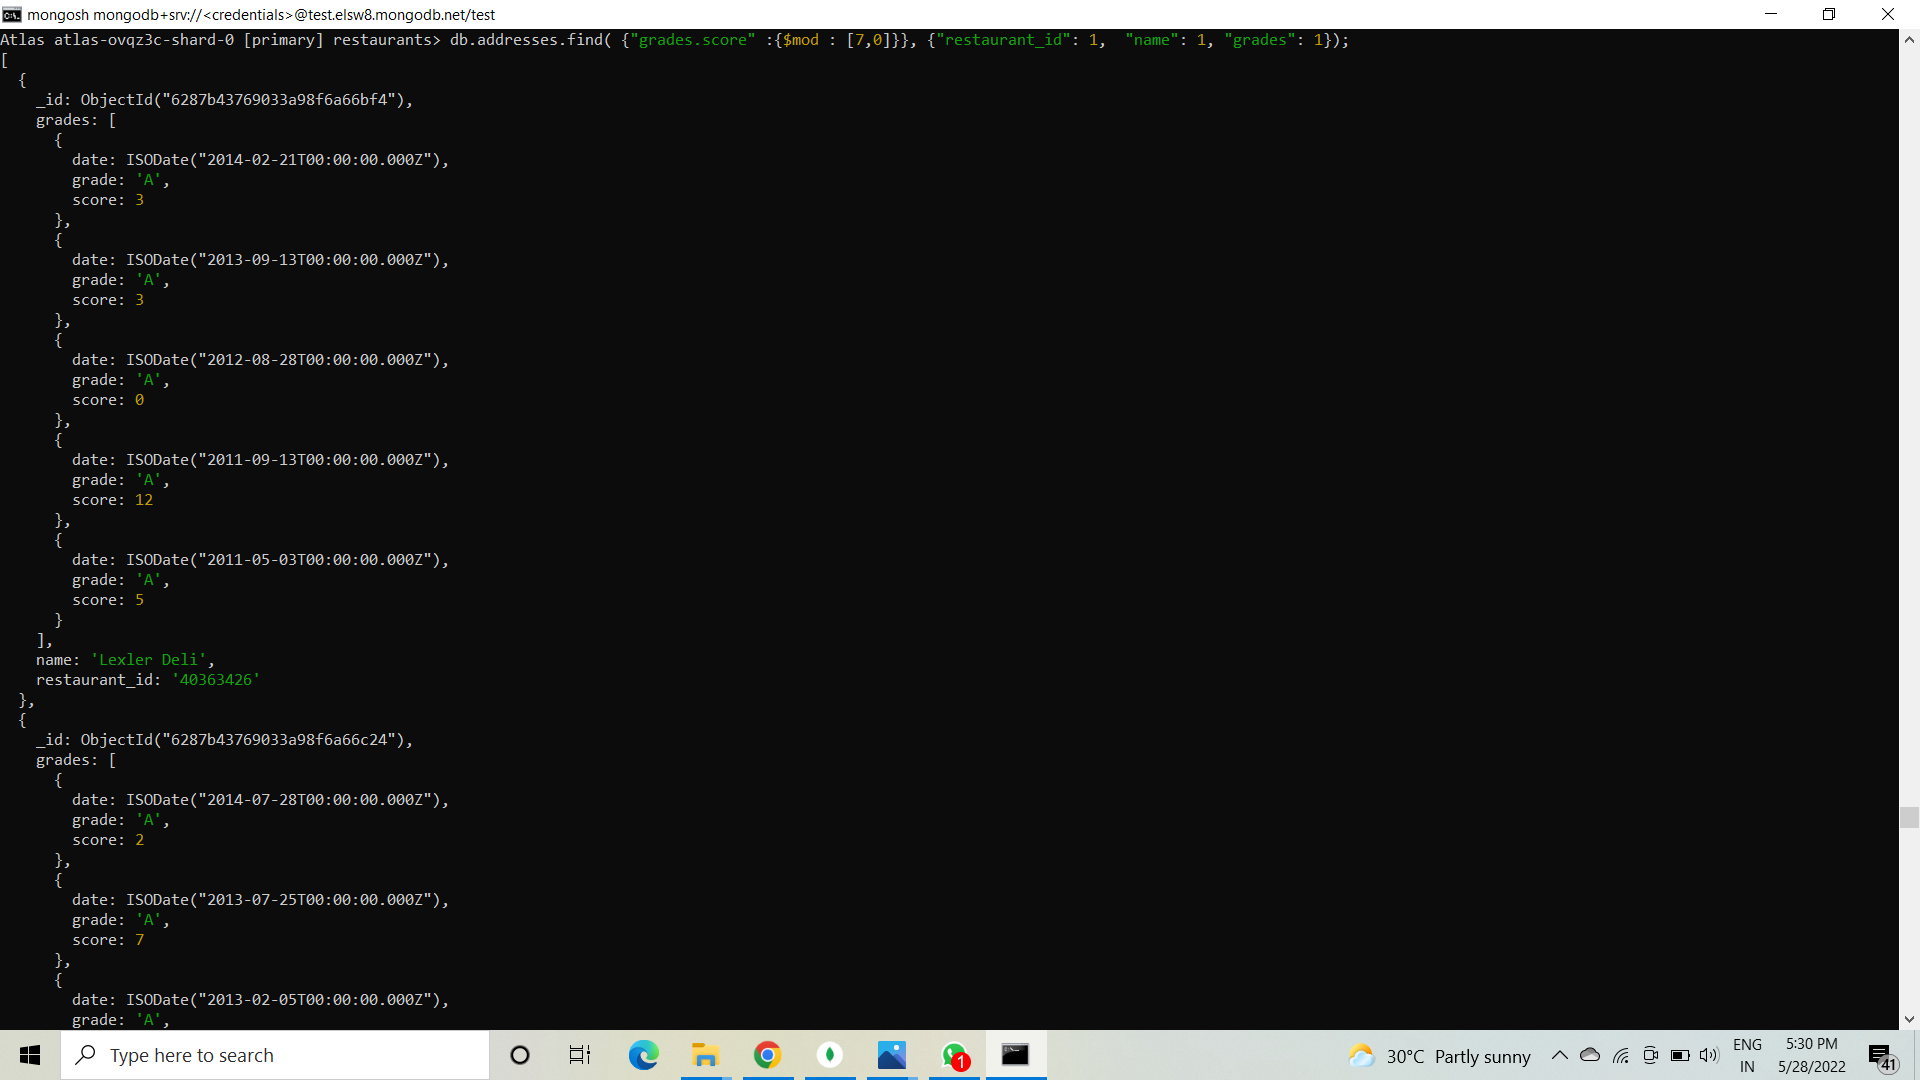 mongosh mongodb+srv://<credentials>@test.elsw8.mongodb.net/test
Atlas atlas-ovqz3c-shard-0 [primary] restaurants> db.addresses.find( {"grades.score" :{$mod : [7,0]}}, {"restaurant_id": 1,  "name": 1, "grades": 1});
[
  {
    _id: ObjectId("6287b43769033a98f6a66bf4"),
    grades: [
      {
        date: ISODate("2014-02-21T00:00:00.000Z"),
        grade: 'A',
        score: 3
      },
      {
        date: ISODate("2013-09-13T00:00:00.000Z"),
        grade: 'A',
        score: 3
      },
      {
        date: ISODate("2012-08-28T00:00:00.000Z"),
        grade: 'A',
        score: 0
      },
      {
        date: ISODate("2011-09-13T00:00:00.000Z"),
        grade: 'A',
        score: 12
      },
      {
        date: ISODate("2011-05-03T00:00:00.000Z"),
        grade: 'A',
        score: 5
      }
    ],
    name: 'Lexler Deli',
    restaurant_id: '40363426'
  },
  {
    _id: ObjectId("6287b43769033a98f6a66c24"),
    grades: [
      {
        date: ISODate("2014-07-28T00:00:00.000Z"),
        grade: 'A',
        score: 2
      },
      {
        date: ISODate("2013-07-25T00:00:00.000Z"),
        grade: 'A',
        score: 7
      },
      {
        date: ISODate("2013-02-05T00:00:00.000Z"),
        grade: 'A',
Type here to search
1
30°C Partly sunny
ENG
IN
5:30 PM
5/28/2022
41